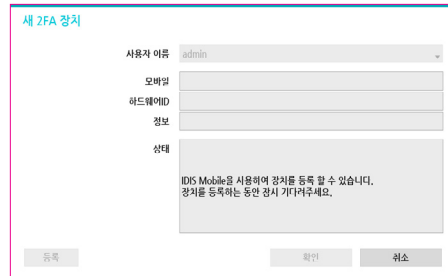 새 2FA 장치
사용자 이름 admin
모바일
하드웨어ID
정보
상태
IDIS Mobile을 사용하여 장치를 등록 할 수 있습니다.
장치를 등록하는 동안 잠시 기다려주세요.
등록 확인 취소